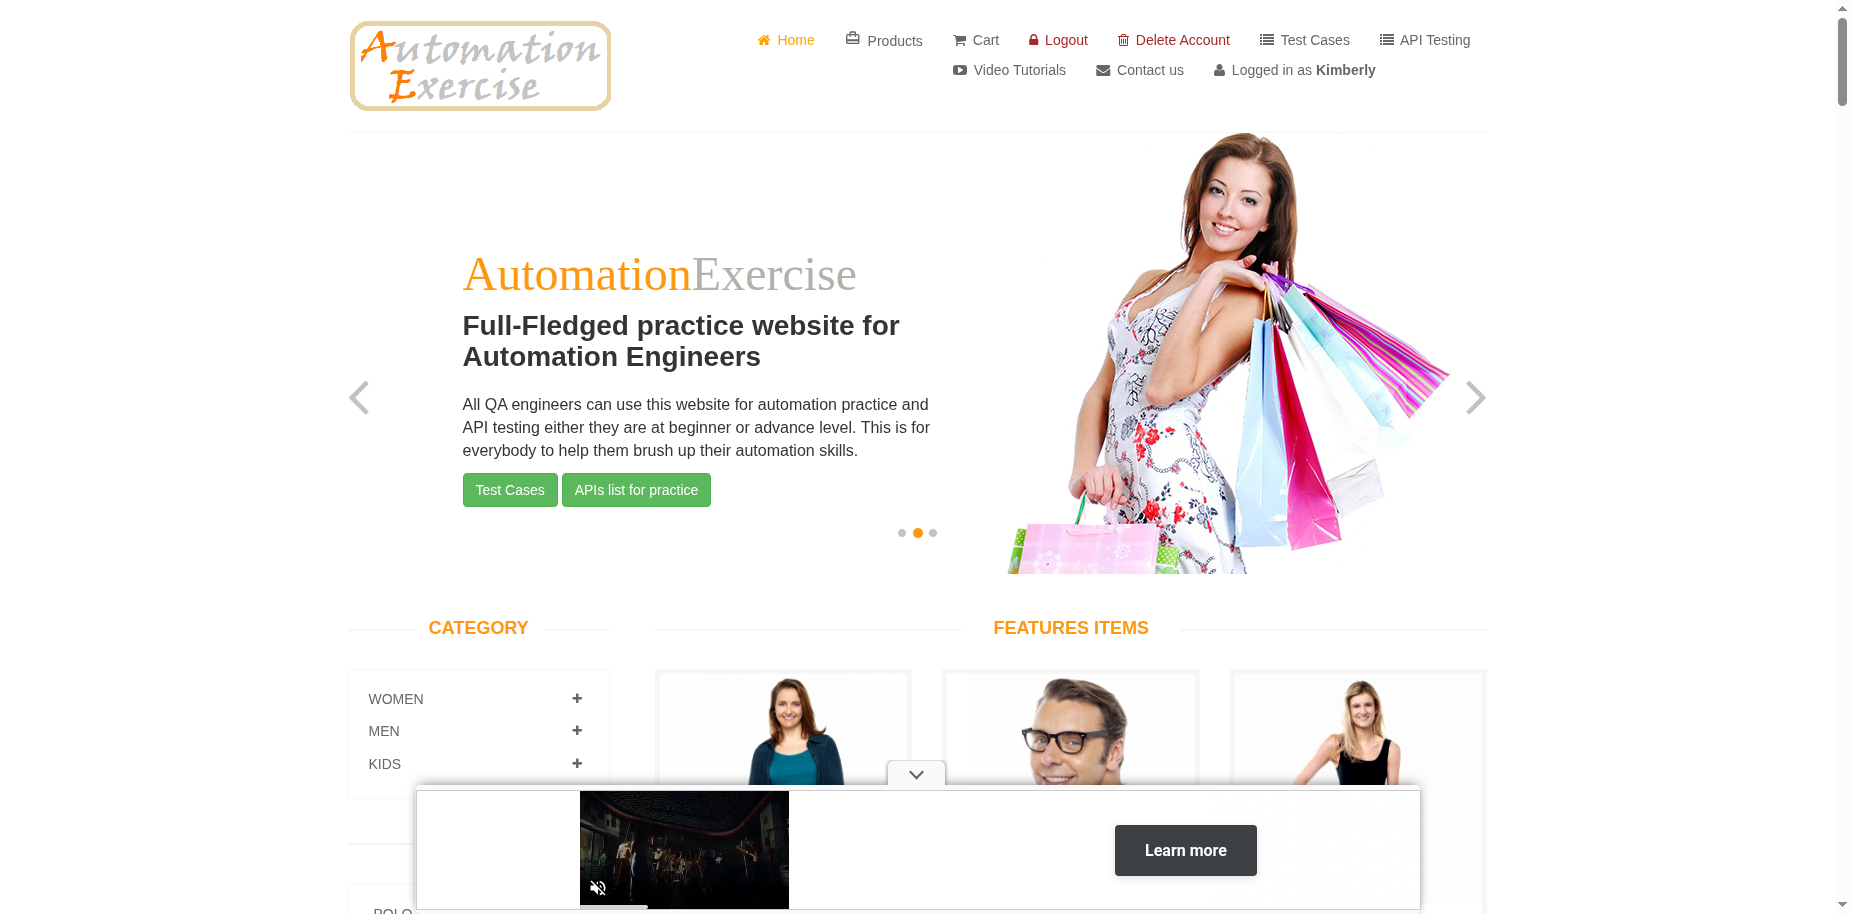 Automation
Exercise
Home
Products
Cart
Logout
Delete Account
Test Cases
API Testing
Video Tutorials
Contact us
Logged in as Kimberly
AutomationExercise
Full-Fledged practice website for
Automation Engineers
All QA engineers can use this website for automation practice and
API testing either they are at beginner or advance level. This is for
everybody to help them brush up their automation skills.
Test Cases
APIs list for practice
CATEGORY
FEATURES ITEMS
WOMEN
MEN
KIDS
Learn more
POLO